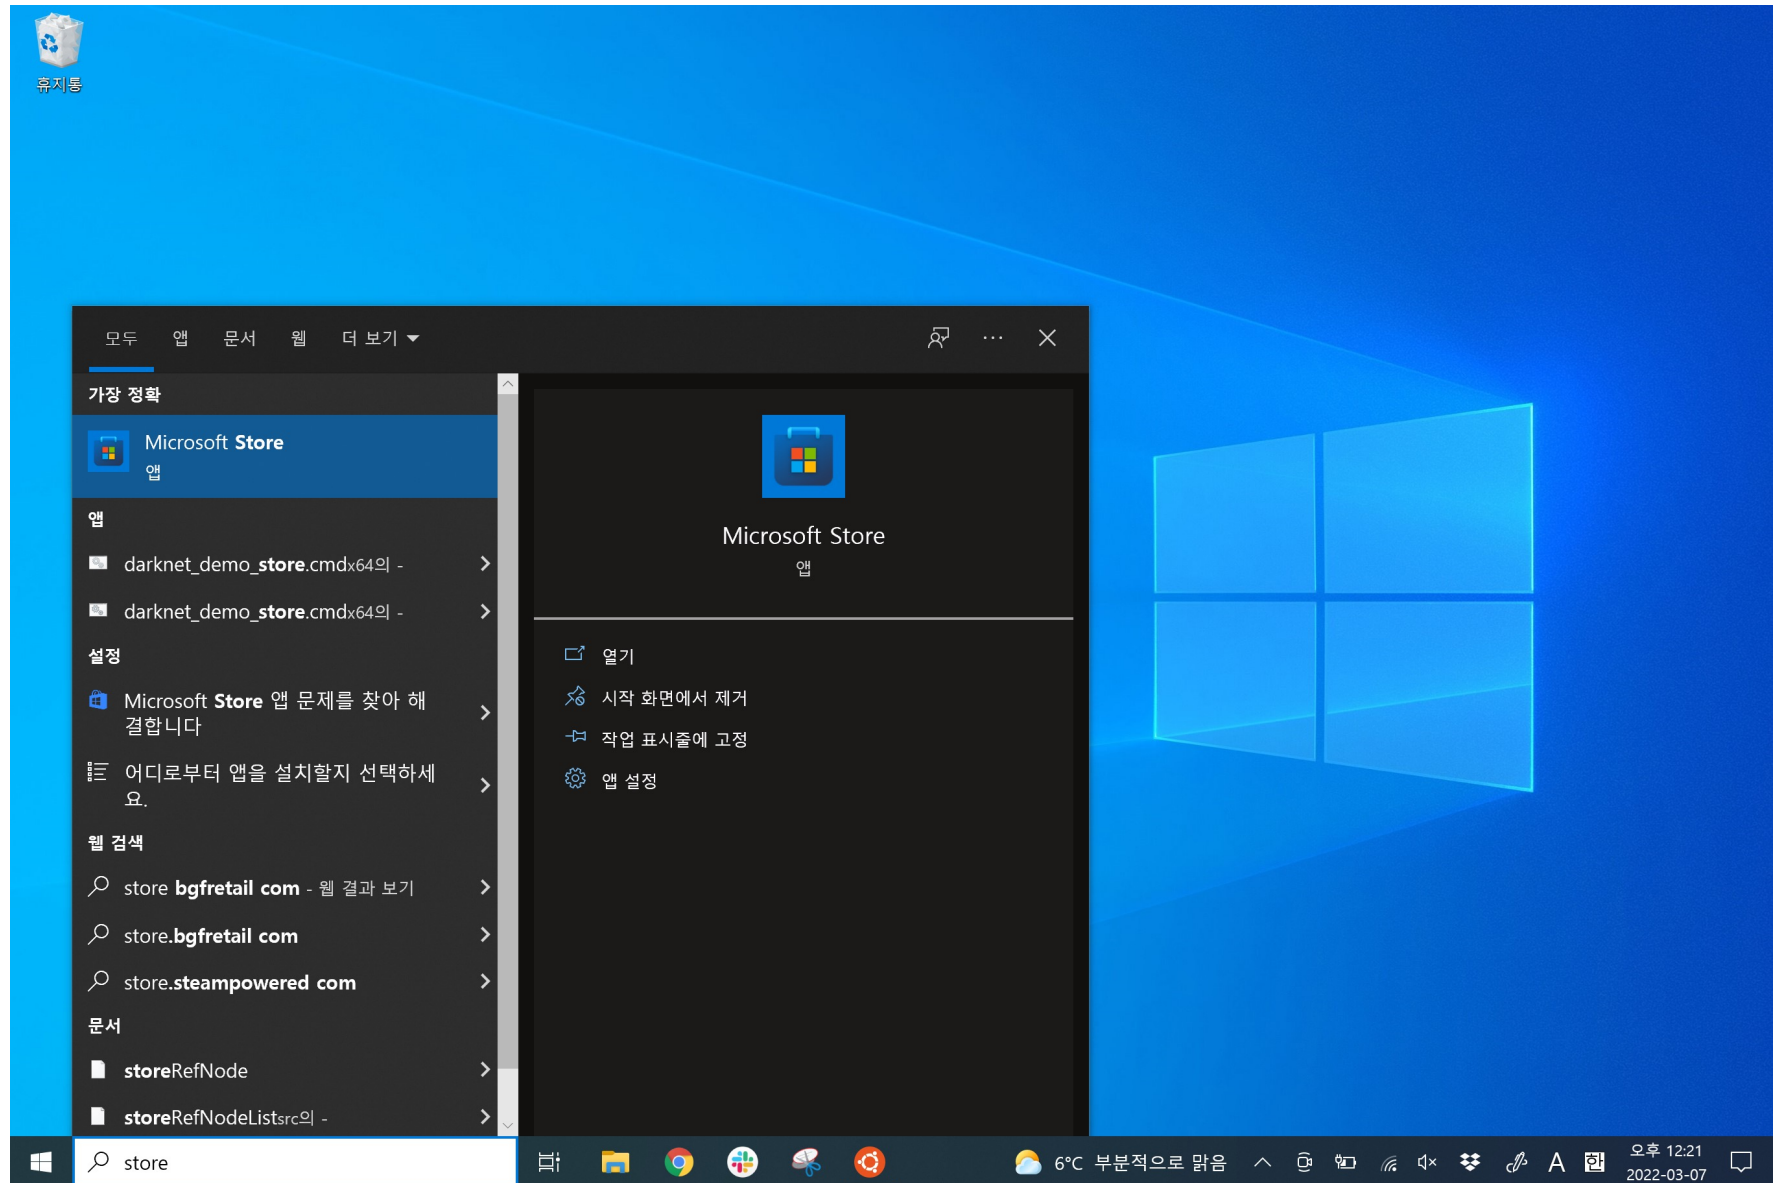 휴지통
모두 앱 문서 웹 더 보기
가장 정확
Microsoft Store
앱
앱
darknet_demo_store.cmdx64의 -
darknet_demo_store.cmdx64의 -
설정
Microsoft Store 앱 문제를 찾아 해
결합니다
어디로부터 앱을 설치할지 선택하세
요.
웹 검색
store bgfretail com - 웹 결과 보기
store.bgfretail com
store.steampowered com
문서
storeRefNode
storeRefNodeListsrc의 -
Microsoft Store
앱
열기
시작 화면에서 제거
작업 표시줄에 고정
앱 설정
store
6°C 부분적으로 맑음
A 한
오후 12:21
2022-03-07